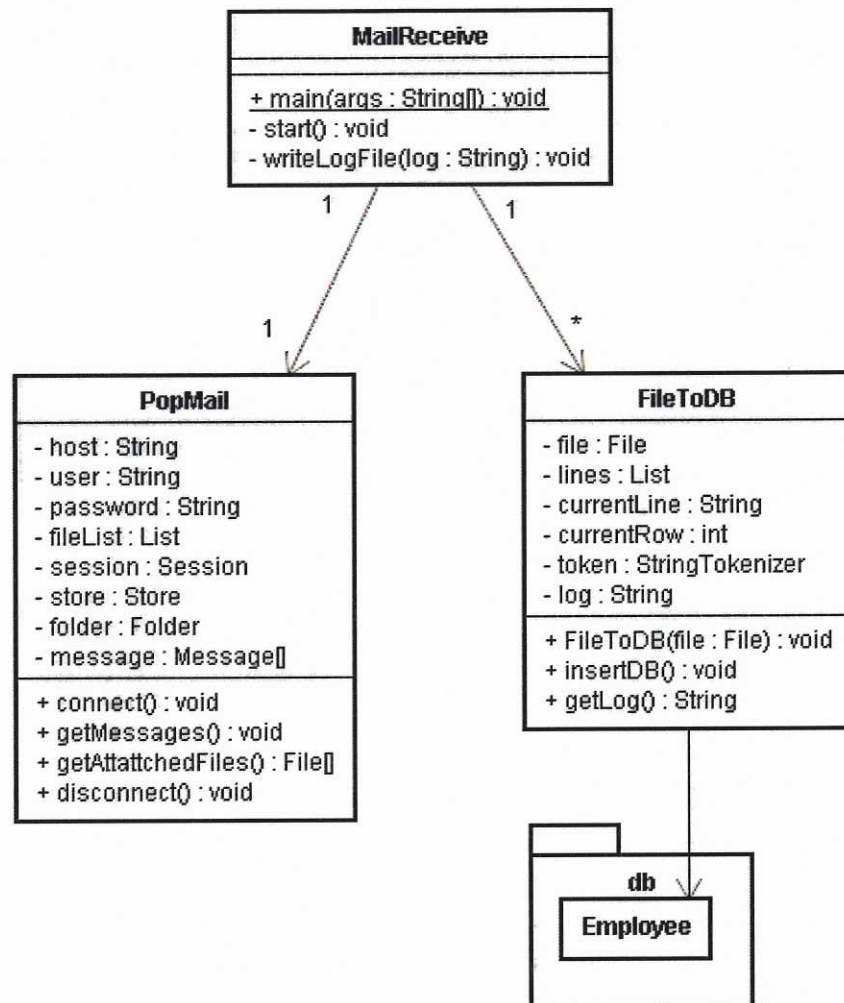 MailReceive
+ main(args : String[]) : void
- start() : void
- writeLogFile(log : String) : void
1
1
1
*
PopMail
- host : String
- user : String
- password : String
- fileList : List
- session : Session
- store : Store
- folder : Folder
- message : Message[]
+ connect() : void
+ getMessages() : void
+ getAttattchedFiles() : File[]
+ disconnect() : void
FileToDB
- file : File
- lines : List
- currentLine : String
- currentRow : int
- token : StringTokenizer
- log : String
+ FileToDB(file : File) : void
+ insertDB() : void
+ getLog() : String
db
Employee